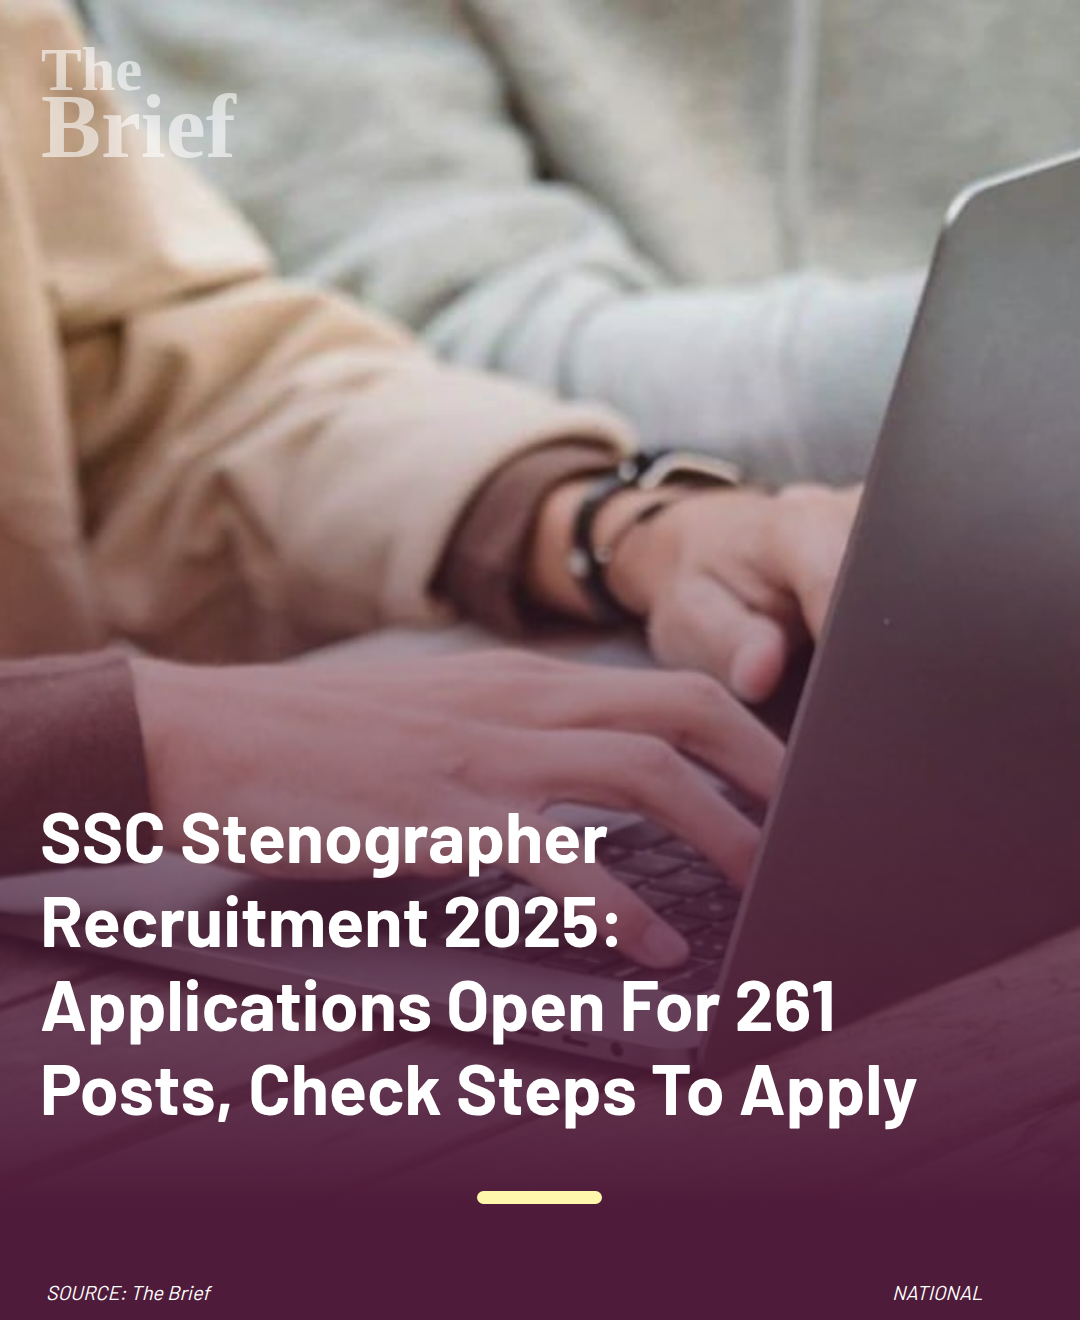 The
Brief
SSC Stenographer
Recruitment 2025:
Applications Open For 261
Posts, Check Steps To Apply
SOURCE: The Brief
NATIONAL